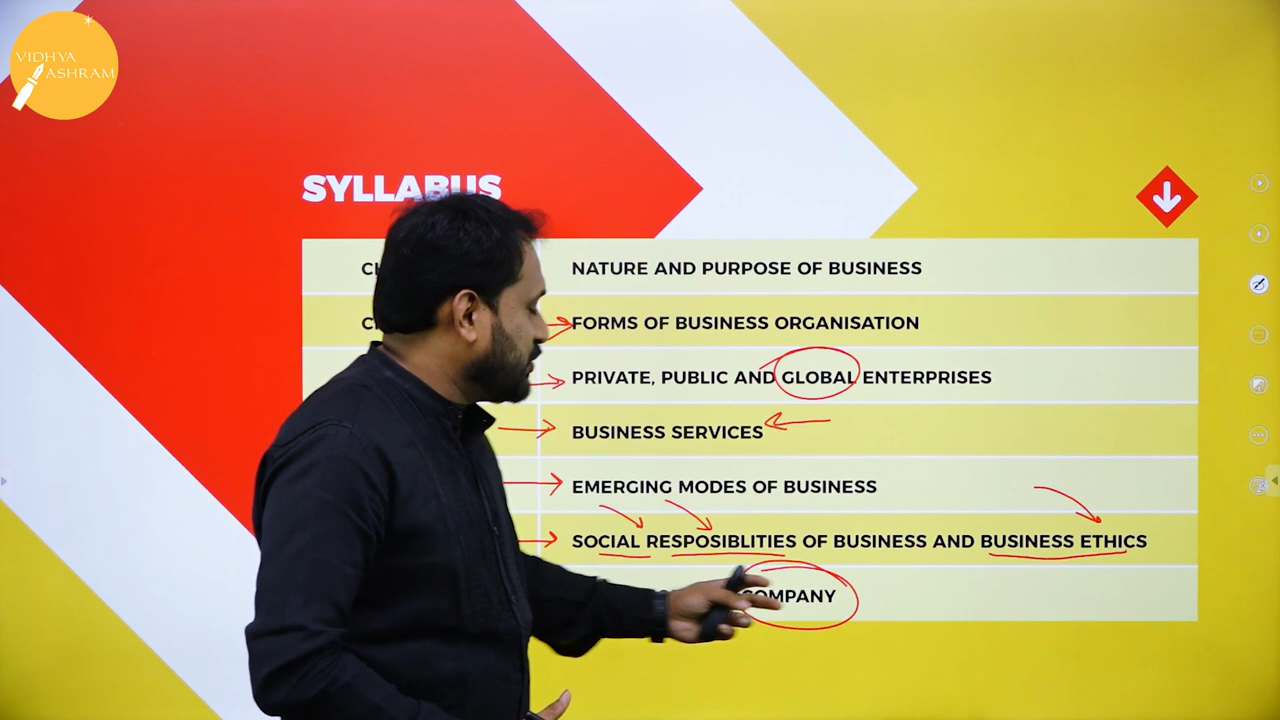 VIDHYA
ASHRAM
SYLLABUS
NATURE AND PURPOSE OF BUSINESS
FORMS OF BUSINESS ORGANISATION
PRIVATE, PUBLIC AND GLOBAL ENTERPRISES
BUSINESS SERVICES
EMERGING MODES OF BUSINESS
SOCIAL RESPOSIBLITIES OF BUSINESS AND BUSINESS ETHICS
COMPANY